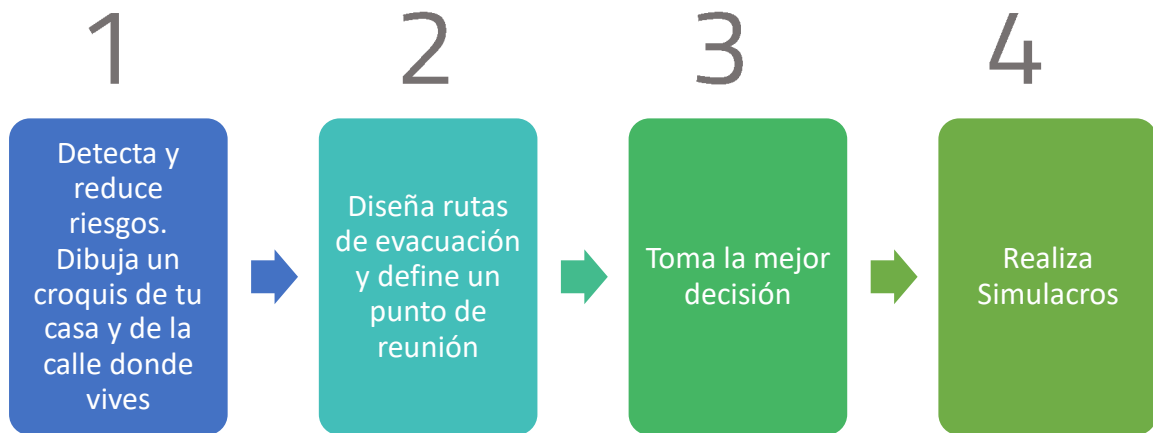 1
2
3
4
Detecta y
reduce
riesgos.
Dibuja un
croquis de tu
casa y de la
calle donde
vives
Diseña rutas
de evacuación
y define un
punto de
reunión
Toma la mejor
decisión
Realiza
Simulacros